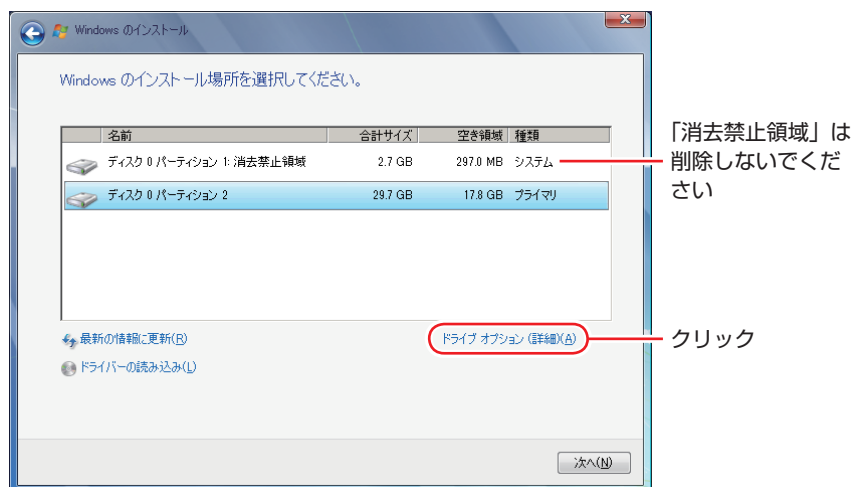 Windows のインストール
Windows のインストール場所を選択してください。
名前 合計サイズ 空き領域 種類
ディスク 0 パーティション 1: 消去禁止領域 2.7 GB 297.0 MB システム
ディスク 0 パーティション 2 29.7 GB 17.8 GB プライマリ
「消去禁止領域」は
削除しないでくだ
さい
最新の情報に更新(R)
ドライブ オプション (詳細)(A)
クリック
ドライバーの読み込み(L)
次へ(N)